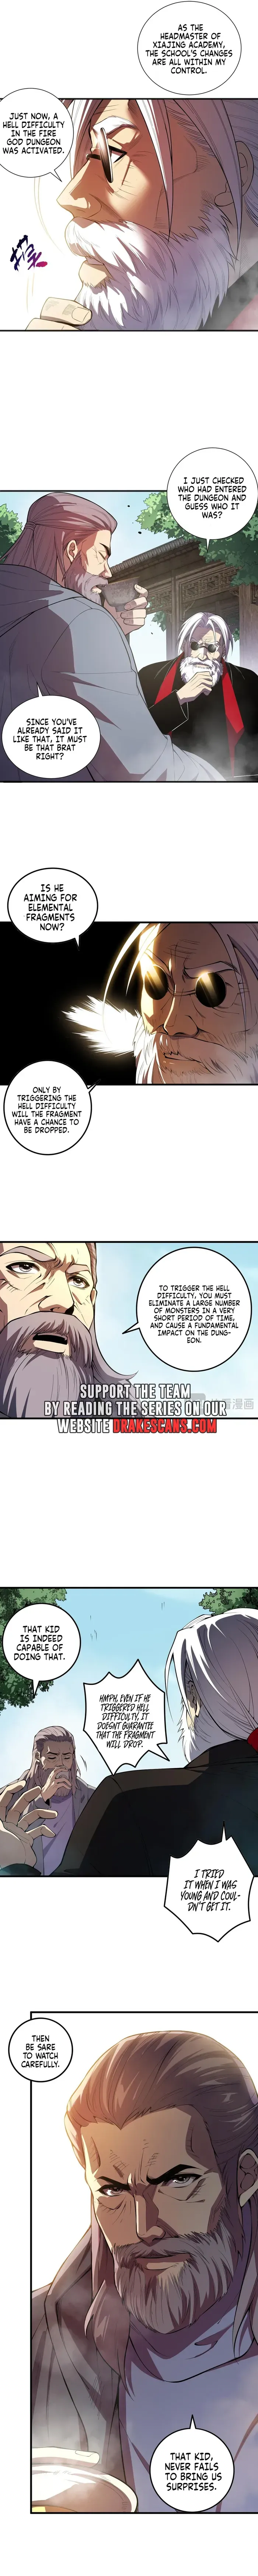 AS THE
HEADMASTER OF
XIAJING ACADEMY,
THE SCHOOL'S CHANGES
ARE ALL WITHIN MY
CONTROL.
JUST NOW, A
HELL DIFFICULTY
IN THE FIRE
GOD DUNGEON
WAS ACTIVATED.
I JUST CHECKED
WHO HAD ENTERED
THE DUNGEON AND
GUESS WHO IT
WAS?
SINCE YOU'VE
ALREADY SAID IT
LIKE THAT, IT MUST
BE THAT BRAT
RIGHT?
IS HE
AIMING FOR
ELEMENTAL
FRAGMENTS
NOW?
ONLY BY
TRIGGERING THE
HELL DIFFICULTY
WILL THE FRAGMENT
HAVE A CHANCE TO
BE DROPPED.
TO TRIGGER THE HELL
DIFFICULTY, YOU MUST
ELIMINATE A LARGE NUMBER
OF MONSTERS IN A VERY
SHORT PERIOD OF TIME,
AND CAUSE A FUNDAMENTAL
IMPACT ON THE DUNG-
EON.
漫画
SUPPORT THE TEAM
BY READING THE SERIES ON OUR
WEBSITE DRAKESCANS.COM
THAT KID
IS INDEED
CAPABLE OF
DOING THAT.
HMPH, EVEN IF HE
TRIGGERED HELL
DIFFICULTY, IT
DOESNT GUARANTEE
THAT THE FRAGMENT
WILL DROP.
I TRIED
IT WHEN I WAS
YOUNG AND COUL-
DN'T GET IT.
THEN
BE SARE
TO WATCH
CAREFULLY.
THAT KID,
NEVER FAILS
TO BRING US
SURPRISES.